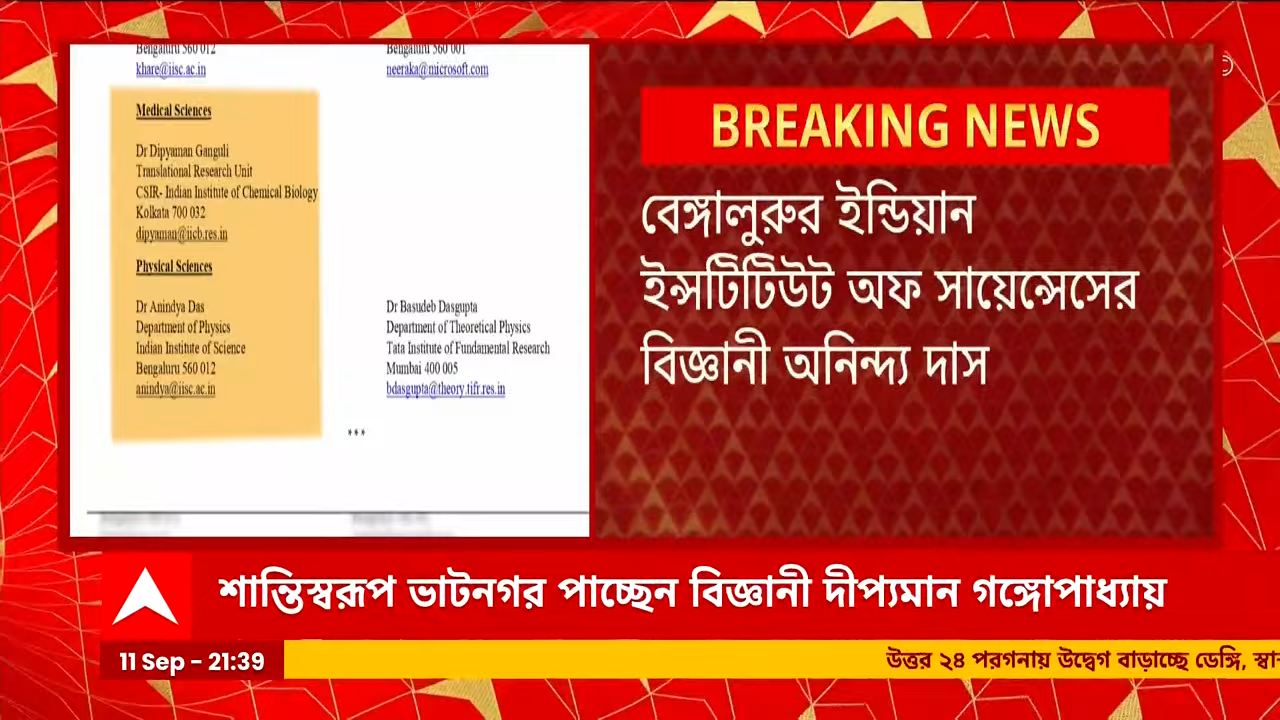 Bengaluru 560 012
khare@iisc.ac.in
Bengaluru 560 001
neeraka@microsoft.com
Medical Sciences
Dr Dipyaman Ganguli
Translational Research Unit
CSIR- Indian Institute of Chemical Biology
Kolkata 700 032
dipyaman@iicb.res.in
Physical Sciences
Dr Anindya Das
Department of Physics
Indian Institute of Science
Bengaluru 560 012
anindya@iisc.ac.in
Dr Basudeb Dasgupta
Department of Theoretical Physics
Tata Institute of Fundamental Research
Mumbai 400 005
bdasgupta@theory.tifr.res.in
***
BREAKING NEWS
বেঙ্গালুরুর ইন্ডিয়ান
ইন্সটিটিউট অফ সায়েন্সেসের
বিজ্ঞানী অনিন্দ্য দাস
শান্তিস্বরূপ ভাটনগর পাচ্ছেন বিজ্ঞানী দীপ্যমান গঙ্গোপাধ্যায়
11 Sep - 21:39
উত্তর ২৪ পরগনায় উদ্বেগ বাড়াচ্ছে ডেঙ্গি,